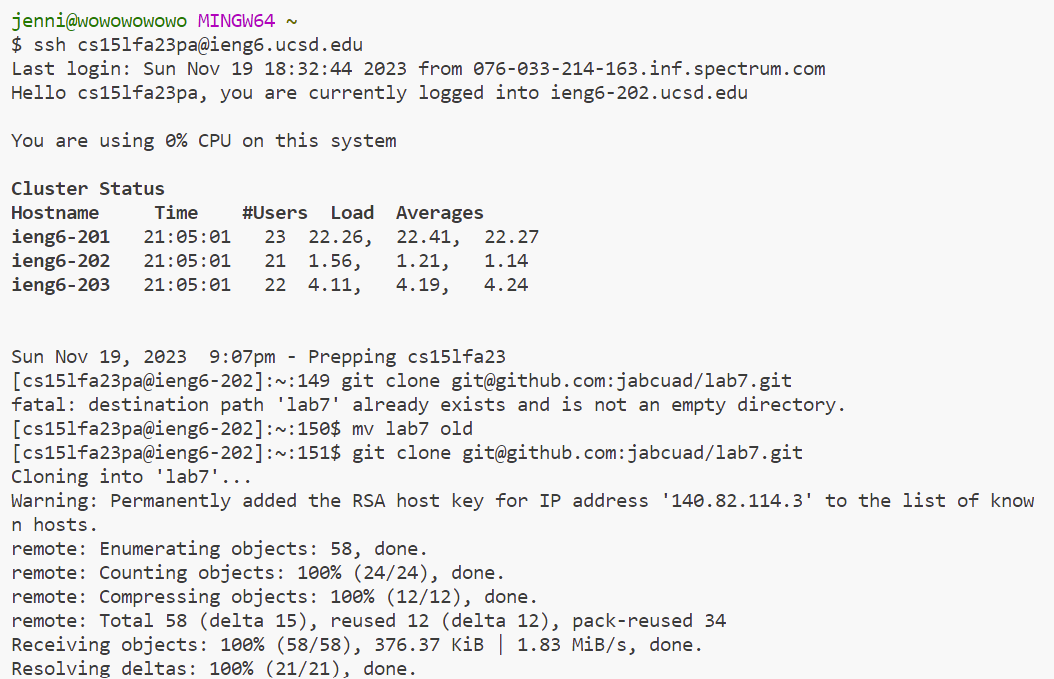 jenni@wowowowowo MINGW64 ~
$ ssh cs15lfa23pa@ieng6.ucsd.edu
Last login: Sun Nov 19 18:32:44 2023 from 076-033-214-163.inf.spectrum.com
Hello cs15lfa23pa, you are currently logged into ieng6-202.ucsd.edu
You are using 0% CPU on this system
Cluster Status
Hostname     Time    #Users  Load  Averages
ieng6-201   21:05:01   23  22.26,  22.41,  22.27
ieng6-202   21:05:01   21  1.56,   1.21,   1.14
ieng6-203   21:05:01   22  4.11,   4.19,   4.24
Sun Nov 19, 2023  9:07pm - Prepping cs15lfa23
[cs15lfa23pa@ieng6-202]:~:149 git clone git@github.com:jabcuad/lab7.git
fatal: destination path 'lab7' already exists and is not an empty directory.
[cs15lfa23pa@ieng6-202]:~:150$ mv lab7 old
[cs15lfa23pa@ieng6-202]:~:151$ git clone git@github.com:jabcuad/lab7.git
Cloning into 'lab7'...
Warning: Permanently added the RSA host key for IP address '140.82.114.3' to the list of know
n hosts.
remote: Enumerating objects: 58, done.
remote: Counting objects: 100% (24/24), done.
remote: Compressing objects: 100% (12/12), done.
remote: Total 58 (delta 15), reused 12 (delta 12), pack-reused 34
Receiving objects: 100% (58/58), 376.37 KiB | 1.83 MiB/s, done.
Resolving deltas: 100% (21/21), done.